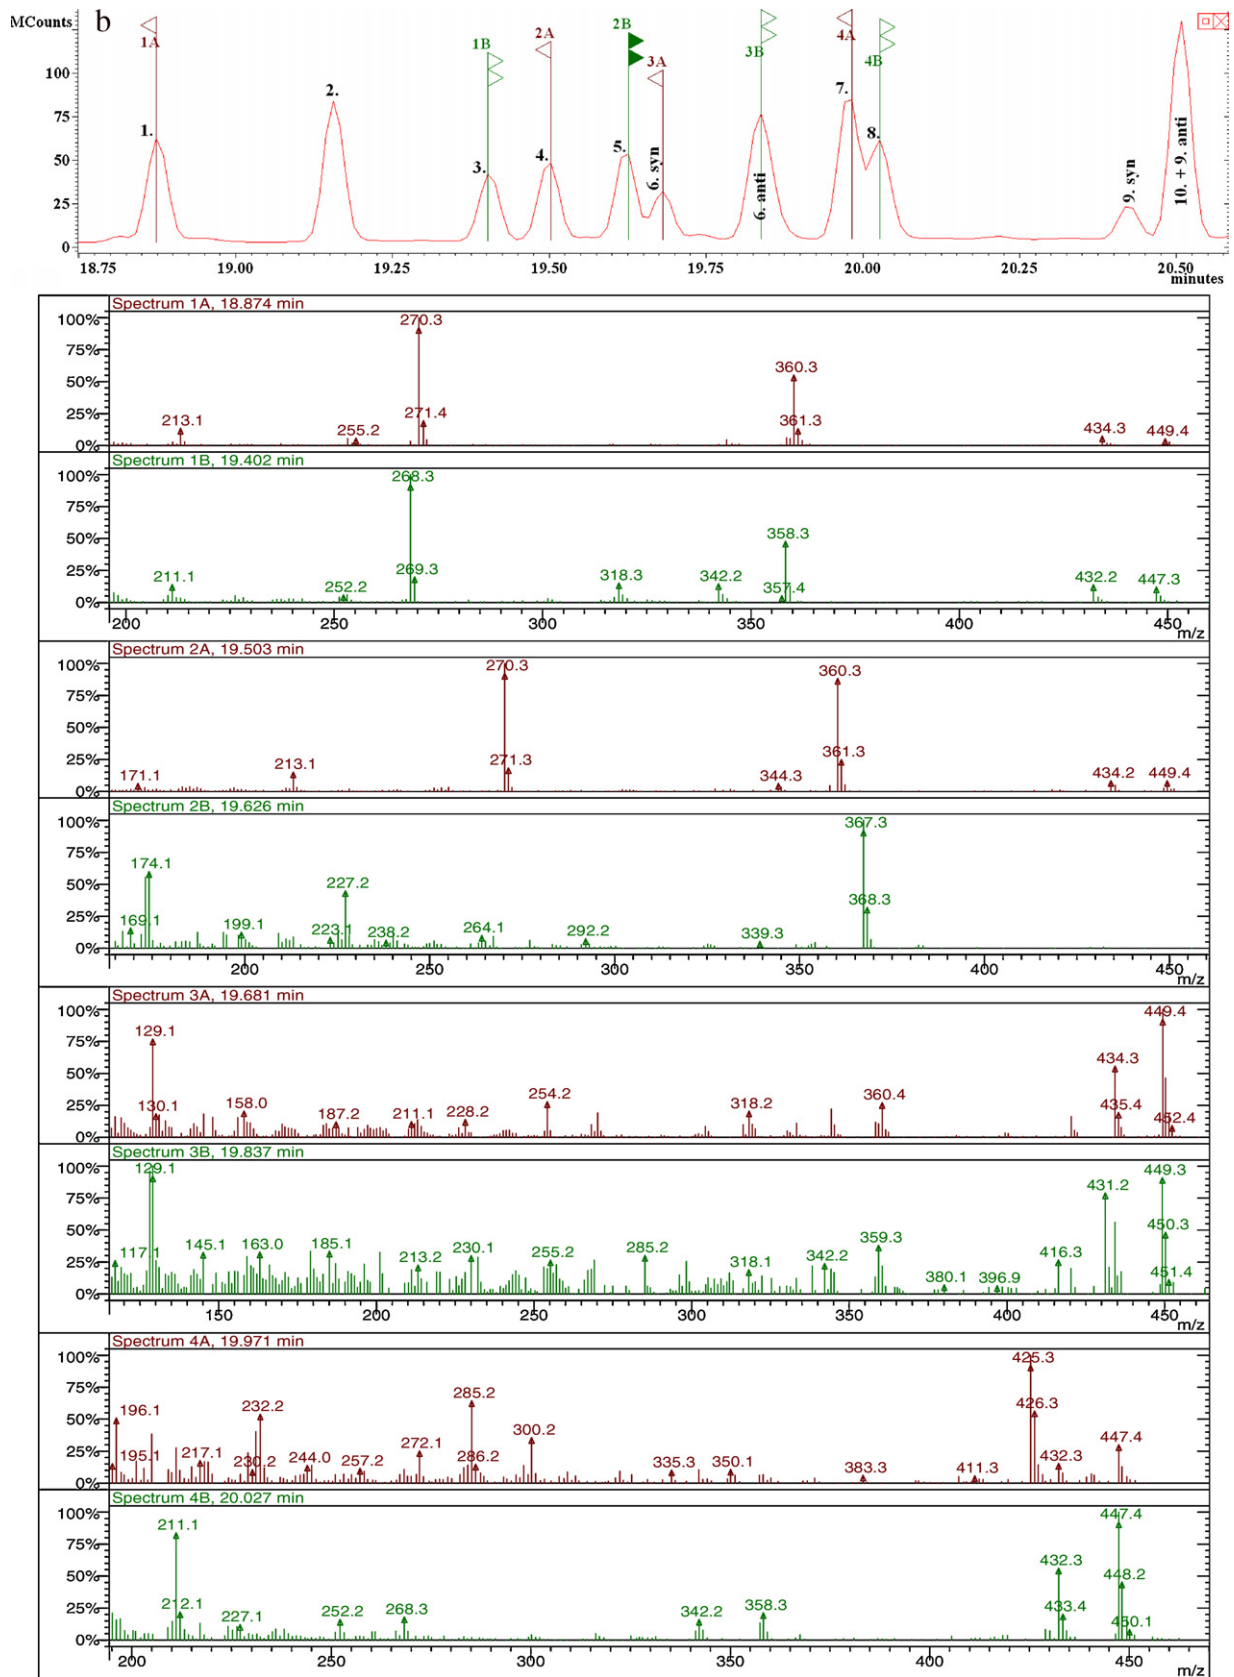 b
MCounts
100
75
50
25
0
1A
1B
2A
2B
3A
3B
4A
4B
1.
2.
3.
4.
5.
6. syn
6. anti
7.
8.
9. syn
10. + 9. anti
18.75 19.00 19.25 19.50 19.75 20.00 20.25 20.50
minutes
Spectrum 1A, 18.874 min
100%
75%
50%
25%
0%
213.1 255.2 270.3 271.4 360.3 361.3 434.3 449.4
Spectrum 1B, 19.402 min
100%
75%
50%
25%
0%
211.1 252.2 268.3 269.3 318.3 342.2 357.4 358.3 432.2 447.3
200 250 300 350 400 450
m/z
Spectrum 2A, 19.503 min
100%
75%
50%
25%
0%
171.1 213.1 270.3 271.3 344.3 360.3 361.3 434.2 449.4
Spectrum 2B, 19.626 min
100%
75%
50%
25%
0%
169.1 174.1 199.1 223.1 227.2 238.2 264.1 292.2 339.3 367.3 368.3
200 250 300 350 400 450
m/z
Spectrum 3A, 19.681 min
100%
75%
50%
25%
0%
129.1 130.1 158.0 187.2 211.1 228.2 254.2 318.2 360.4 434.3 435.4 449.4 452.4
Spectrum 3B, 19.837 min
100%
75%
50%
25%
0%
117.1 129.1 145.1 163.0 185.1 213.2 230.1 255.2 285.2 318.1 342.2 359.3 380.1 396.9 416.3 431.2 449.3 450.3 451.4
150 200 250 300 350 400 450
m/z
Spectrum 4A, 19.971 min
100%
75%
50%
25%
0%
195.1 196.1 217.1 230.2 232.2 244.0 257.2 272.1 285.2 286.2 300.2 335.3 350.1 383.3 411.3 425.3 426.3 432.3 447.4
Spectrum 4B, 20.027 min
100%
75%
50%
25%
0%
211.1 212.1 227.1 252.2 268.3 342.2 358.3 432.3 433.4 447.4 448.2 450.1
200 250 300 350 400 450
m/z